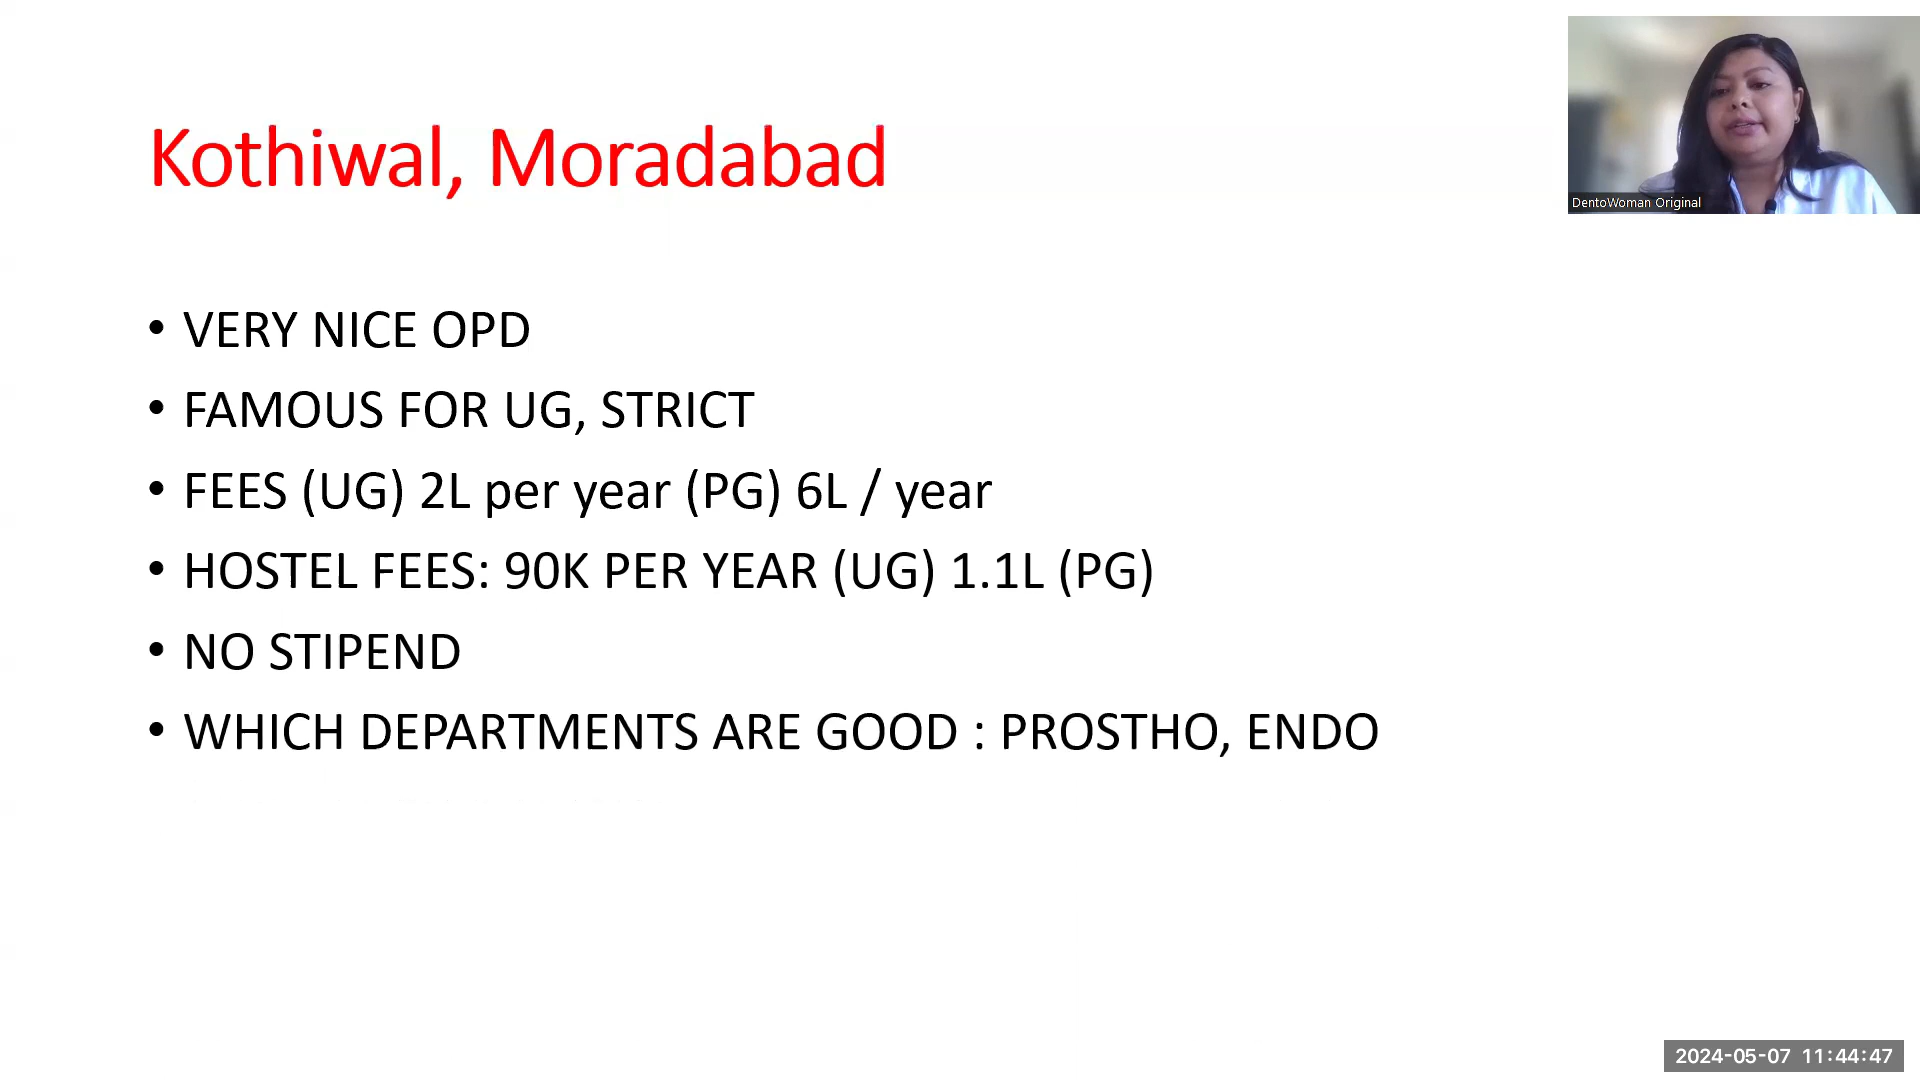 Kothiwal, Moradabad
DentoWoman Original
• VERY NICE OPD
• FAMOUS FOR UG, STRICT
• FEES (UG) 2L per year (PG) 6L / year
• HOSTEL FEES: 90K PER YEAR (UG) 1.1L (PG)
• NO STIPEND
• WHICH DEPARTMENTS ARE GOOD : PROSTHO, ENDO
2024-05-07 11:44:47